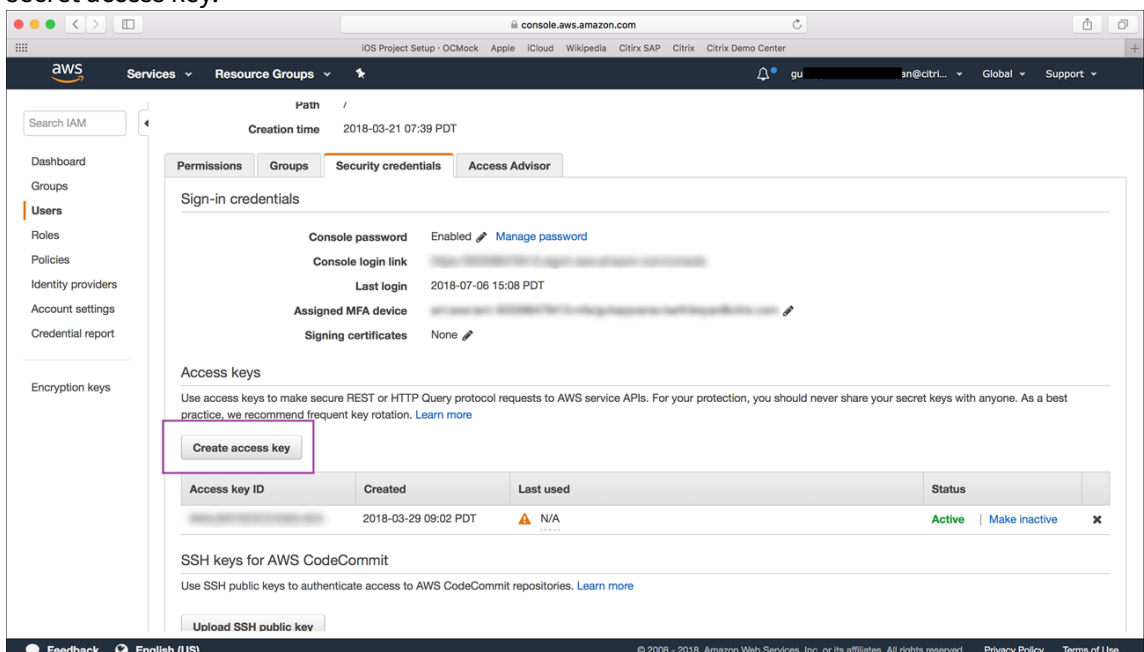 secret access key.
console.aws.amazon.com
iOS Project Setup · OCMock Apple iCloud Wikipedia Citirx SAP Citrix Citrix Demo Center
aws Services Resource Groups gu an@citri... Global Support
Path /
Search IAM
Creation time 2018-03-21 07:39 PDT
Dashboard
Groups
Users
Roles
Policies
Identity providers
Account settings
Credential report
Encryption keys
Permissions Groups Security credentials Access Advisor
Sign-in credentials
Console password Enabled Manage password
Console login link
Last login 2018-07-06 15:08 PDT
Assigned MFA device
Signing certificates None
Access keys
Use access keys to make secure REST or HTTP Query protocol requests to AWS service APIs. For your protection, you should never share your secret keys with anyone. As a best
practice, we recommend frequent key rotation. Learn more
Create access key
Access key ID Created Last used Status
2018-03-29 09:02 PDT N/A Active | Make inactive
SSH keys for AWS CodeCommit
Use SSH public keys to authenticate access to AWS CodeCommit repositories. Learn more
Upload SSH public key
Feedback English (US) © 2008 - 2018, Amazon Web Services, Inc. or its affiliates. All rights reserved. Privacy Policy Terms of Use